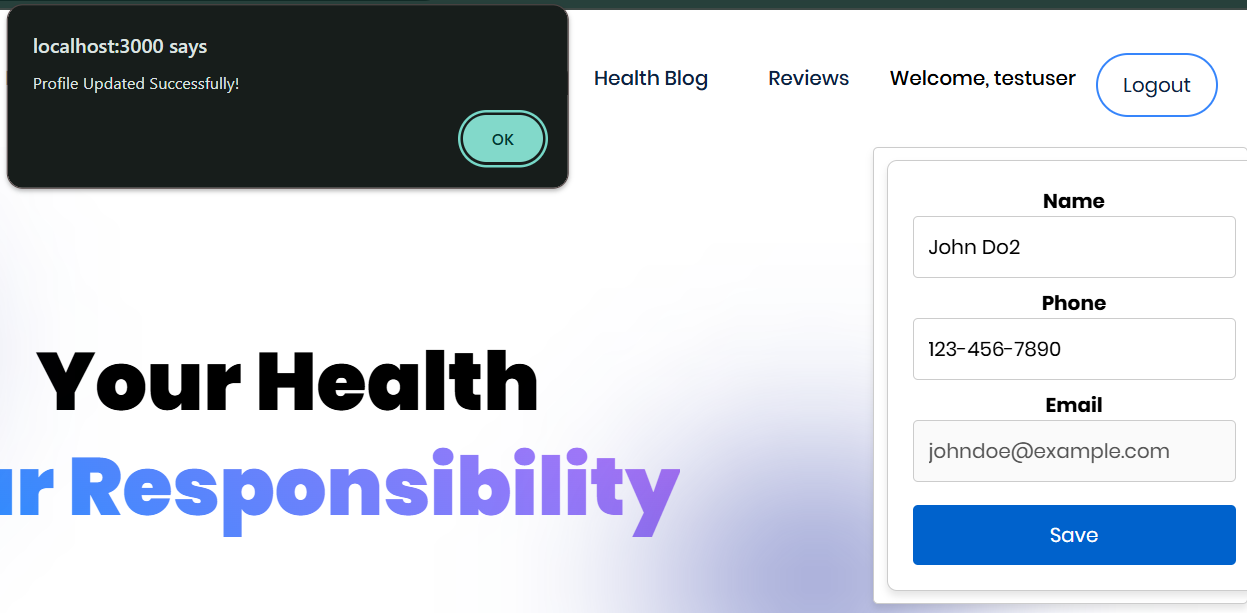 localhost:3000 says
Profile Updated Successfully!
OK
Health Blog
Reviews
Welcome, testuser
Logout
Name
John Do2
Phone
123-456-7890
Email
johndoe@example.com
Save
Your Health
Responsibility